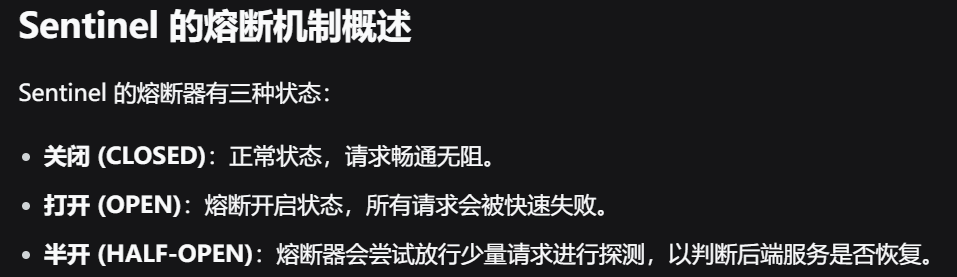 Sentinel 的熔断机制概述
Sentinel 的熔断器有三种状态：
• 关闭 (CLOSED)：正常状态，请求畅通无阻。
• 打开 (OPEN)：熔断开启状态，所有请求会被快速失败。
• 半开 (HALF-OPEN)：熔断器会尝试放行少量请求进行探测，以判断后端服务是否恢复。